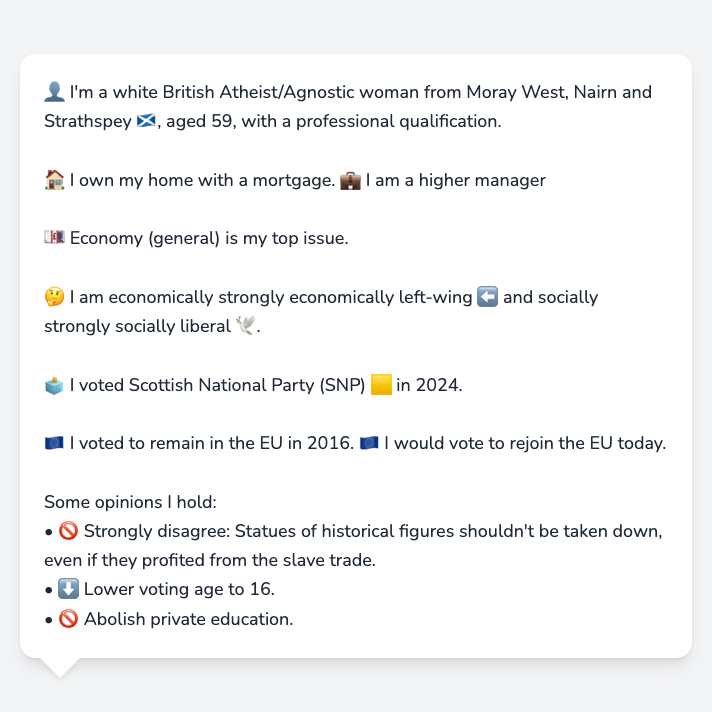 👤 I'm a white British Atheist/Agnostic woman from Moray West, Nairn and
Strathspey 🏴󠁧󠁢󠁳󠁣󠁴󠁿, aged 59, with a professional qualification.
🏠 I own my home with a mortgage. 💼 I am a higher manager
💷 Economy (general) is my top issue.
🤔 I am economically strongly economically left-wing ⬅️ and socially
strongly socially liberal 🕊️.
🗳️ I voted Scottish National Party (SNP) 🟨 in 2024.
🇪🇺 I voted to remain in the EU in 2016. 🇪🇺 I would vote to rejoin the EU today.
Some opinions I hold:
• 🚫 Strongly disagree: Statues of historical figures shouldn't be taken down,
even if they profited from the slave trade.
• ⬇️ Lower voting age to 16.
• 🚫 Abolish private education.